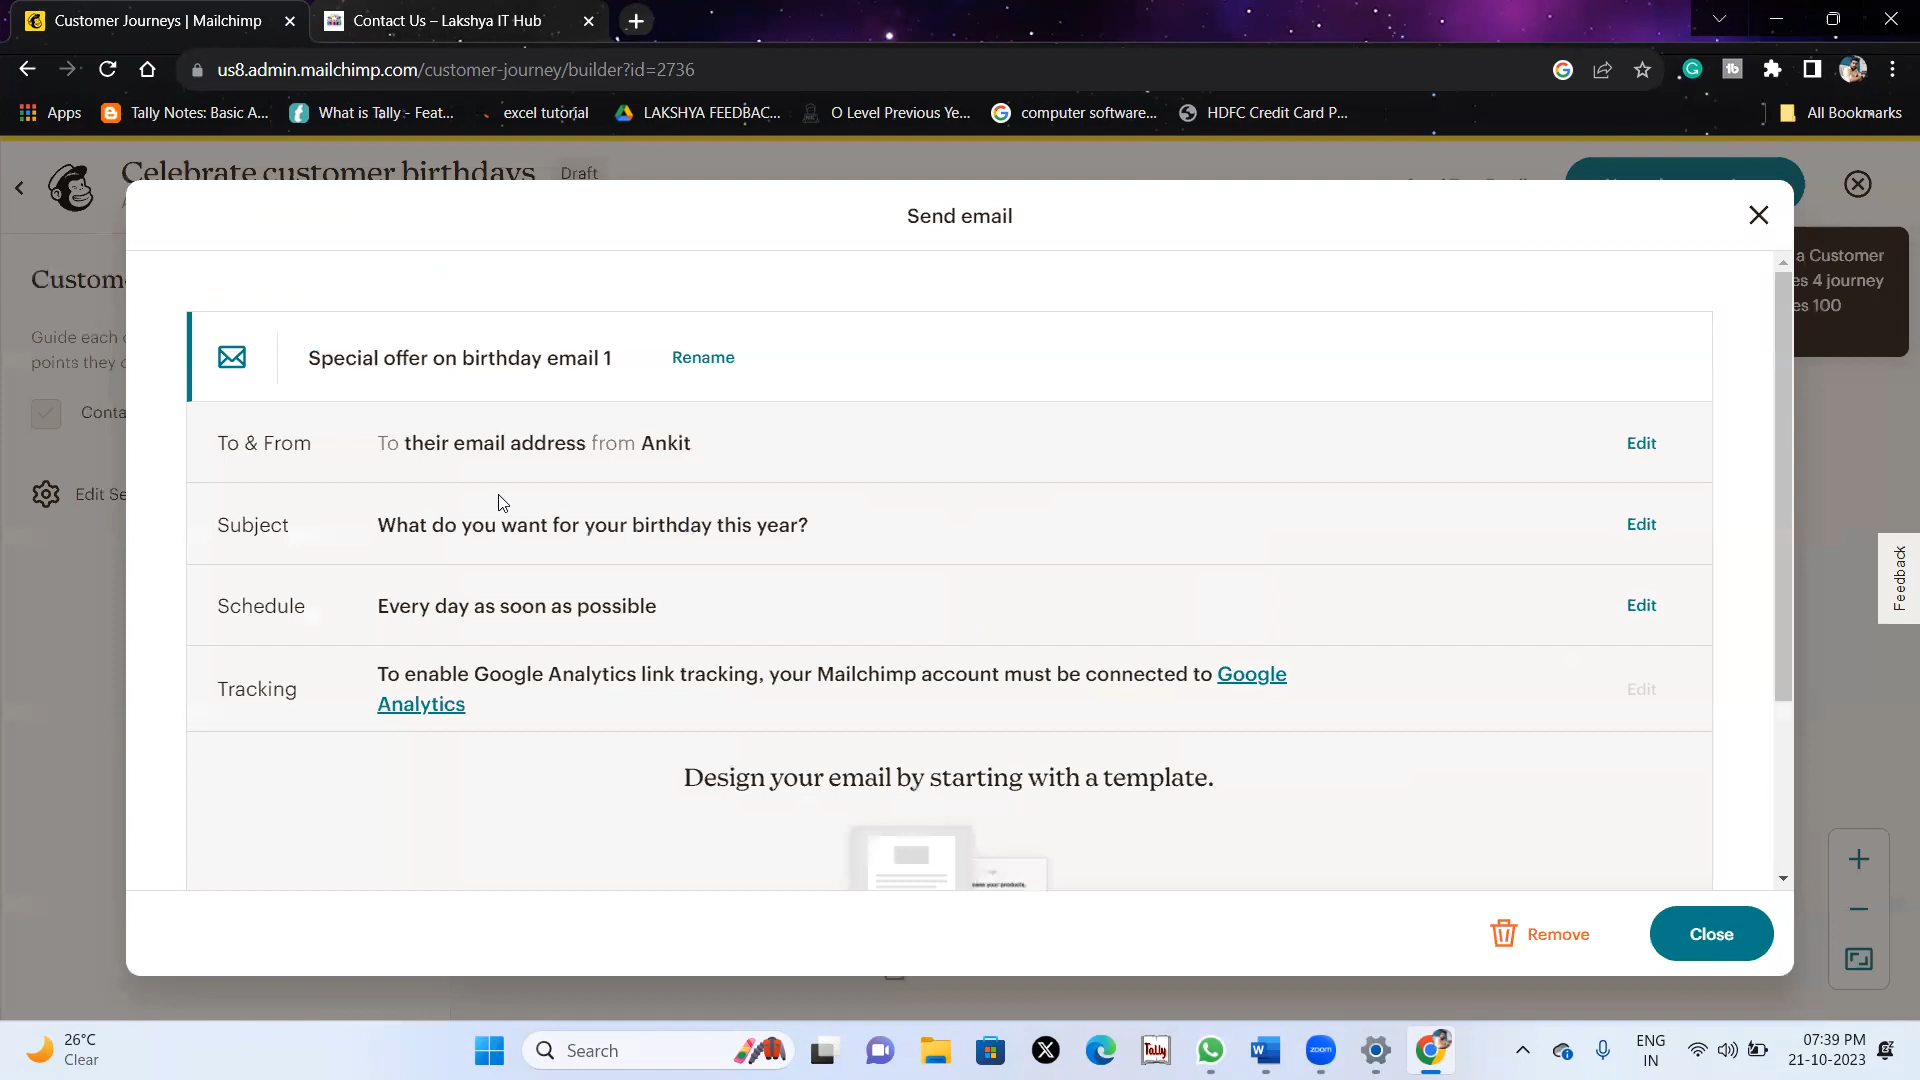 Customer Journeys | Mailchimp
Contact Us – Lakshya IT Hub
us8.admin.mailchimp.com/customer-journey/builder?id=2736
Apps
Tally Notes: Basic A...
What is Tally - Feat...
excel tutorial
LAKSHYA FEEDBAC...
O Level Previous Ye...
computer software...
HDFC Credit Card P...
All Bookmarks
Celebrate customer birthdays
Draft
Send email
a Customer
es 4 journey
es 100
Custom
Guide each
points they
Conta
Edit Se
Special offer on birthday email 1
Rename
To & From
To their email address from Ankit
Edit
Subject
What do you want for your birthday this year?
Edit
Schedule
Every day as soon as possible
Edit
Tracking
To enable Google Analytics link tracking, your Mailchimp account must be connected to Google
Analytics
Edit
Design your email by starting with a template.
Feedback
Remove
Close
26°C
Clear
Search
Tally
zoom
ENG
IN
07:39 PM
21-10-2023